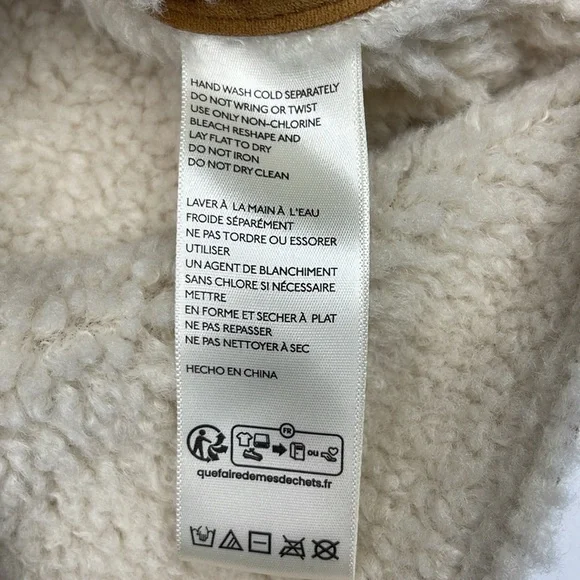 HAND WASH COLD SEPARATELY
DO NOT WRING OR TWIST
USE ONLY NON-CHLORINE
BLEACH RESHAPE AND
LAY FLAT TO DRY
DO NOT IRON
DO NOT DRY CLEAN
LAVER À LA MAIN À L'EAU
FROIDE SÉPARÉMENT
NE PAS TORDRE OU ESSORER
UTILISER
UN AGENT DE BLANCHIMENT
SANS CHLORE SI NÉCESSAIRE
METTRE
EN FORME ET SECHER À PLAT
NE PAS REPASSER
NE PAS NETTOYER À SEC
HECHO EN CHINA
FR
OU
quefairedemesdechets.fr